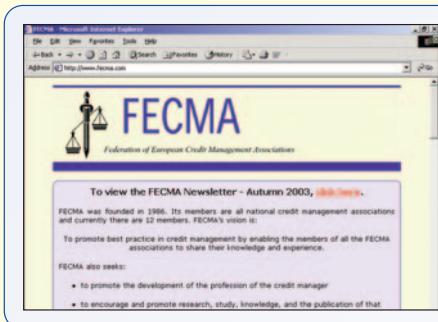 FECMA - Microsoft Internet Explorer
File Edit View Favorites Tools Help
Back Search Favorites History
Address http://www.fecma.com Go
FECMA
Federation of European Credit Management Associations
To view the FECMA Newsletter - Autumn 2003, click here.
FECMA was founded in 1986. Its members are all national credit management associations
and currently there are 12 members. FECMA's vision is:
To promote best practice in credit management by enabling the members of all the FECMA
associations to share their knowledge and experience.
FECMA also seeks:
• to promote the development of the profession of the credit manager
• to encourage and promote research, study, knowledge, and the publication of that